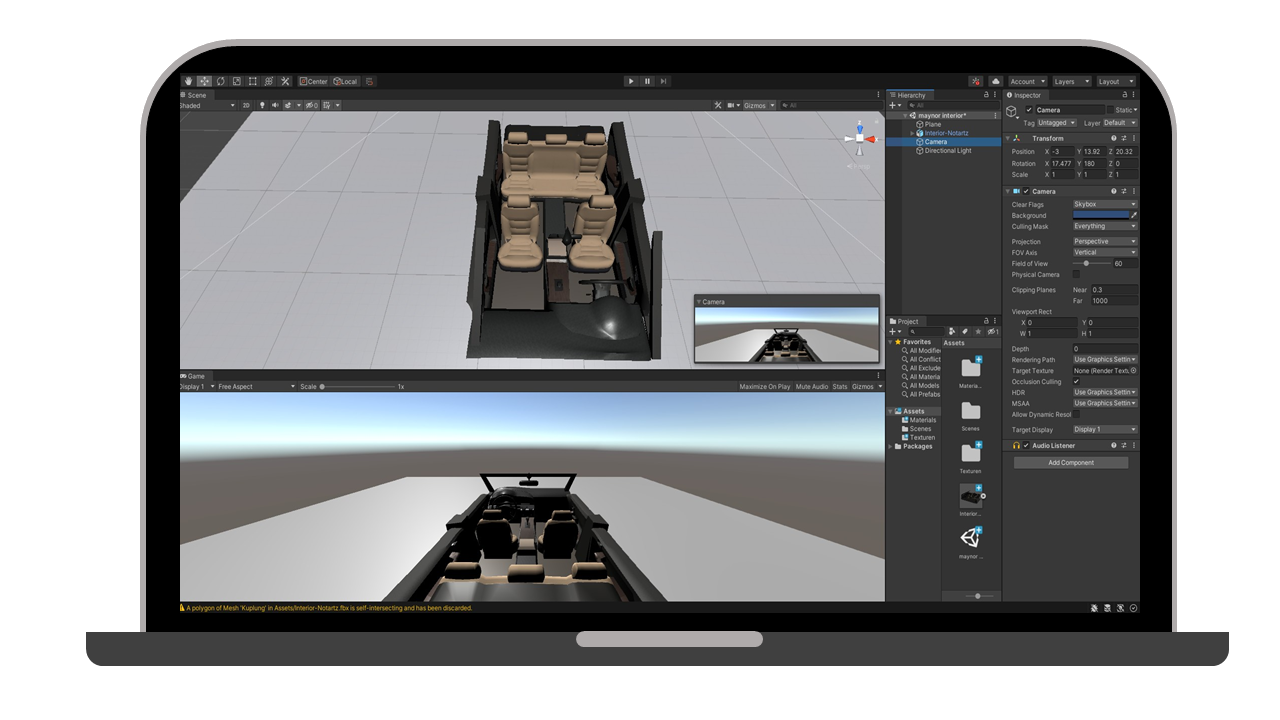 Center Local
Account Layers Layout
Scene
Shaded 2D Gizmos All
Camera
Game
Display 1 Free Aspect Scale 1x Maximize On Play Mute Audio Stats Gizmos
A polygon of Mesh 'Kuplung' in Assets/Interior-Notartz.fbx is self-intersecting and has been discarded.
Hierarchy
All
maynor interior*
Plane
Interior-Notartz
Camera
Directional Light
Project
Favorites
All Modifie
All Conflict
All Exclude
All Materia
All Models
All Prefabs
Assets
Materials
Scenes
Texturen
Packages
Assets
Materia...
Scenes
Texturen
Interior...
maynor ...
Inspector
Camera Static
Tag Untagged Layer Default
Transform
Position X -3 Y 13.92 Z 20.32
Rotation X 17.477 Y 180 Z 0
Scale X 1 Y 1 Z 1
Camera
Clear Flags Skybox
Background
Culling Mask Everything
Projection Perspective
FOV Axis Vertical
Field of View 60
Physical Camera
Clipping Planes Near 0.3
Far 1000
Viewport Rect
X 0 Y 0
W 1 H 1
Depth 0
Rendering Path Use Graphics Settin
Target Texture None (Render Textu
Occlusion Culling
HDR Use Graphics Settin
MSAA Use Graphics Settin
Allow Dynamic Resol
Target Display Display 1
Audio Listener
Add Component